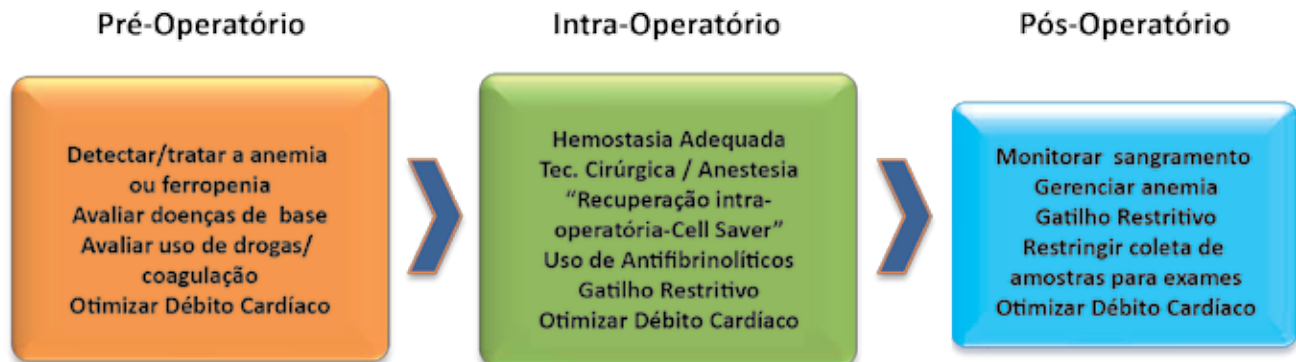 Pré-Operatório
Detectar/tratar a anemia
ou ferropenia
Avaliar doenças de base
Avaliar uso de drogas/
coagulação
Otimizar Débito Cardíaco
Intra-Operatório
Hemostasia Adequada
Tec. Cirúrgica / Anestesia
“Recuperação intra-
operatória-Cell Saver”
Uso de Antifibrinolíticos
Gatilho Restritivo
Otimizar Débito Cardíaco
Pós-Operatório
Monitorar sangramento
Gerenciar anemia
Gatilho Restritivo
Restringir coleta de
amostras para exames
Otimizar Débito Cardíaco